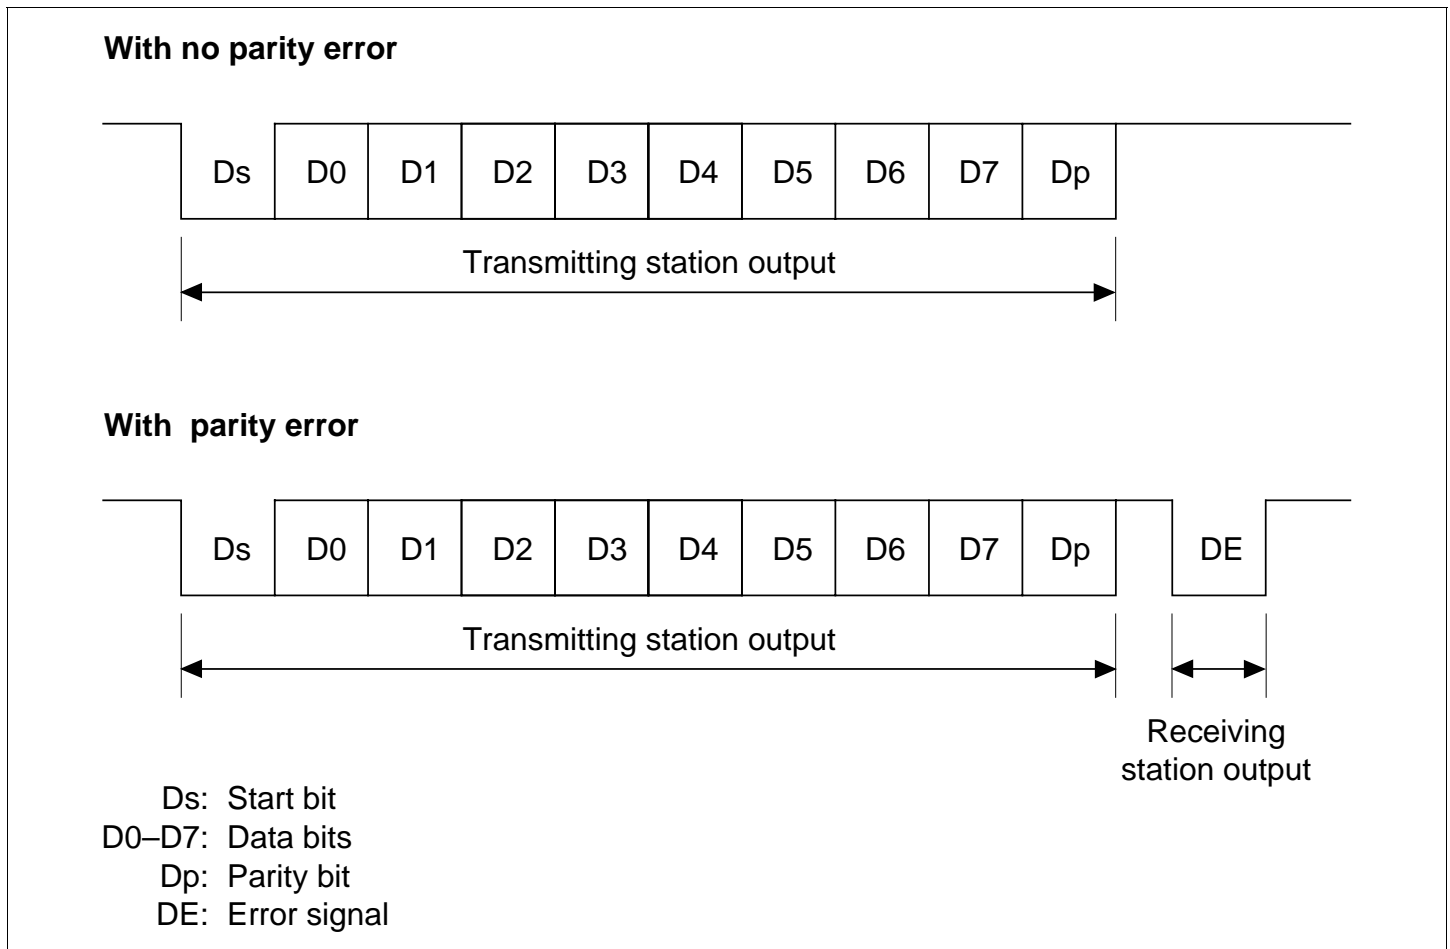 With no parity error
Ds D0 D1 D2 D3 D4 D5 D6 D7 Dp
Transmitting station output
With parity error
Ds D0 D1 D2 D3 D4 D5 D6 D7 Dp DE
Transmitting station output
Receiving
station output
Ds: Start bit
D0–D7: Data bits
Dp: Parity bit
DE: Error signal